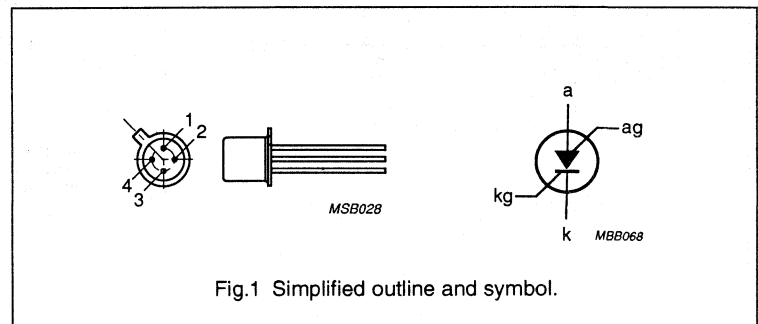 1
2
4
3
MSB028
a
ag
kg
k
MBB068
Fig.1 Simplified outline and symbol.